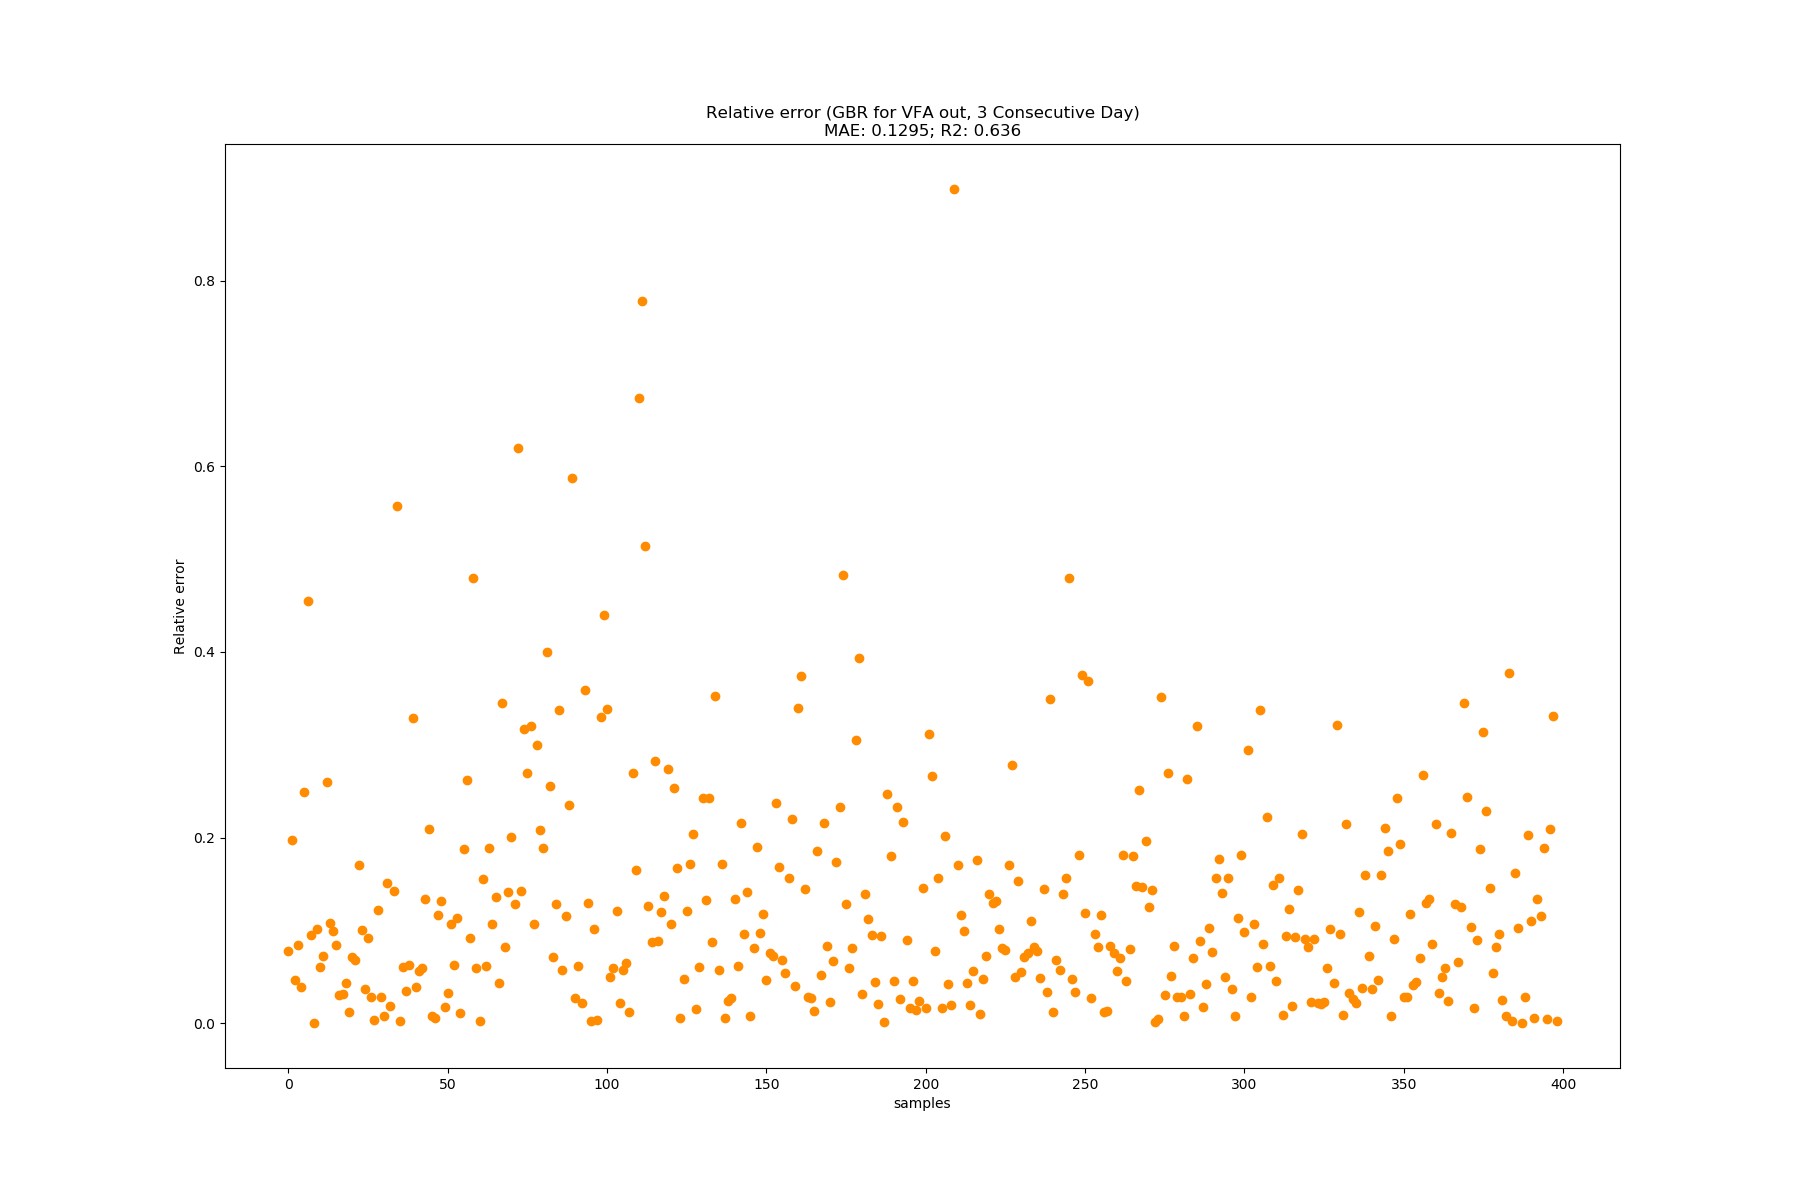 Relative error (GBR for VFA out, 3 Consecutive Day)
MAE: 0.1295; R2: 0.636
Relative error
0.8
0.6
0.4
0.2
0.0
0 50 100 150 200 250 300 350 400
samples